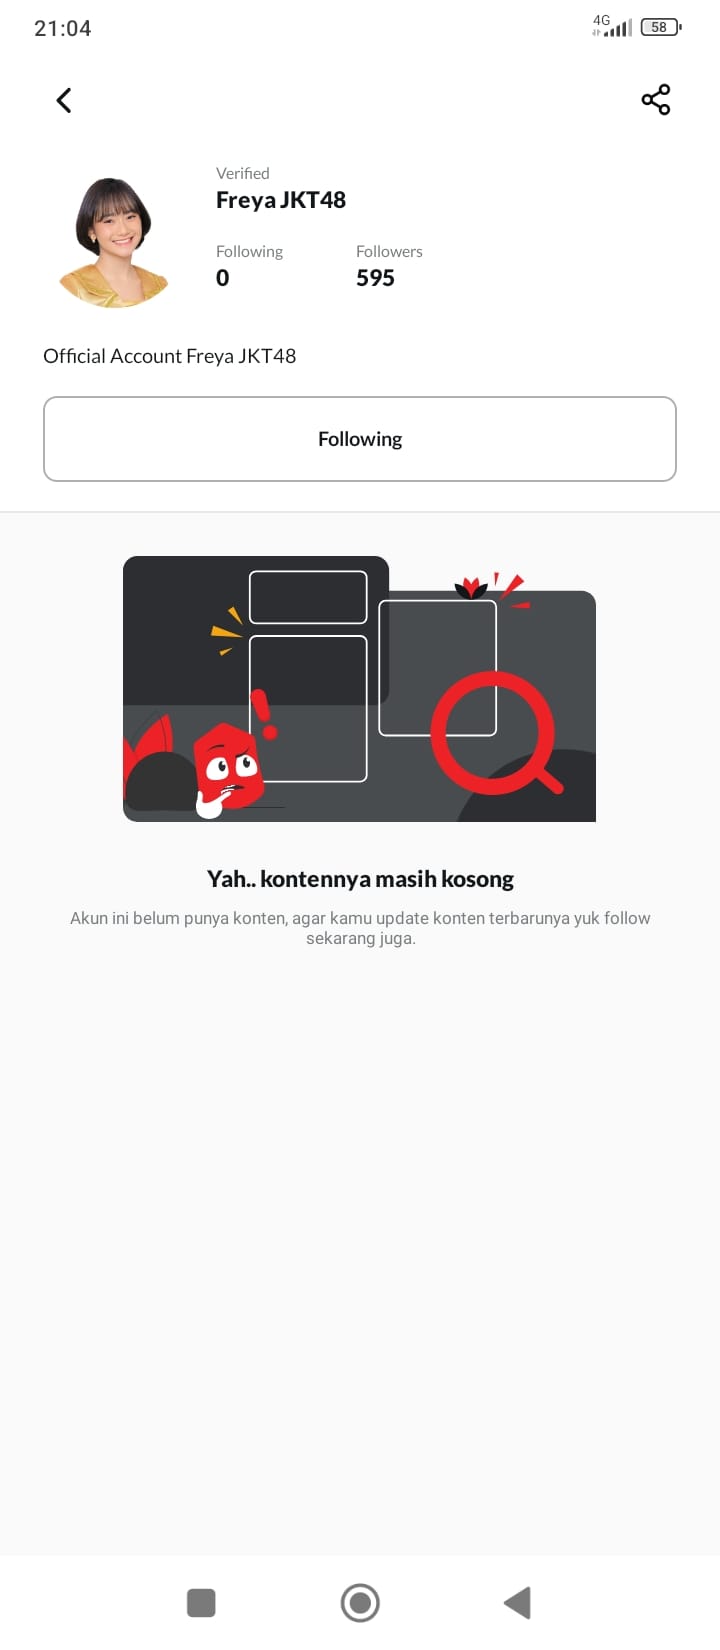 21:04
4G
58
Verified
Freya JKT48
Following
Followers
0
595
Official Account Freya JKT48
Following
Yah.. kontennya masih kosong
Akun ini belum punya konten, agar kamu update konten terbarunya yuk follow
sekarang juga.